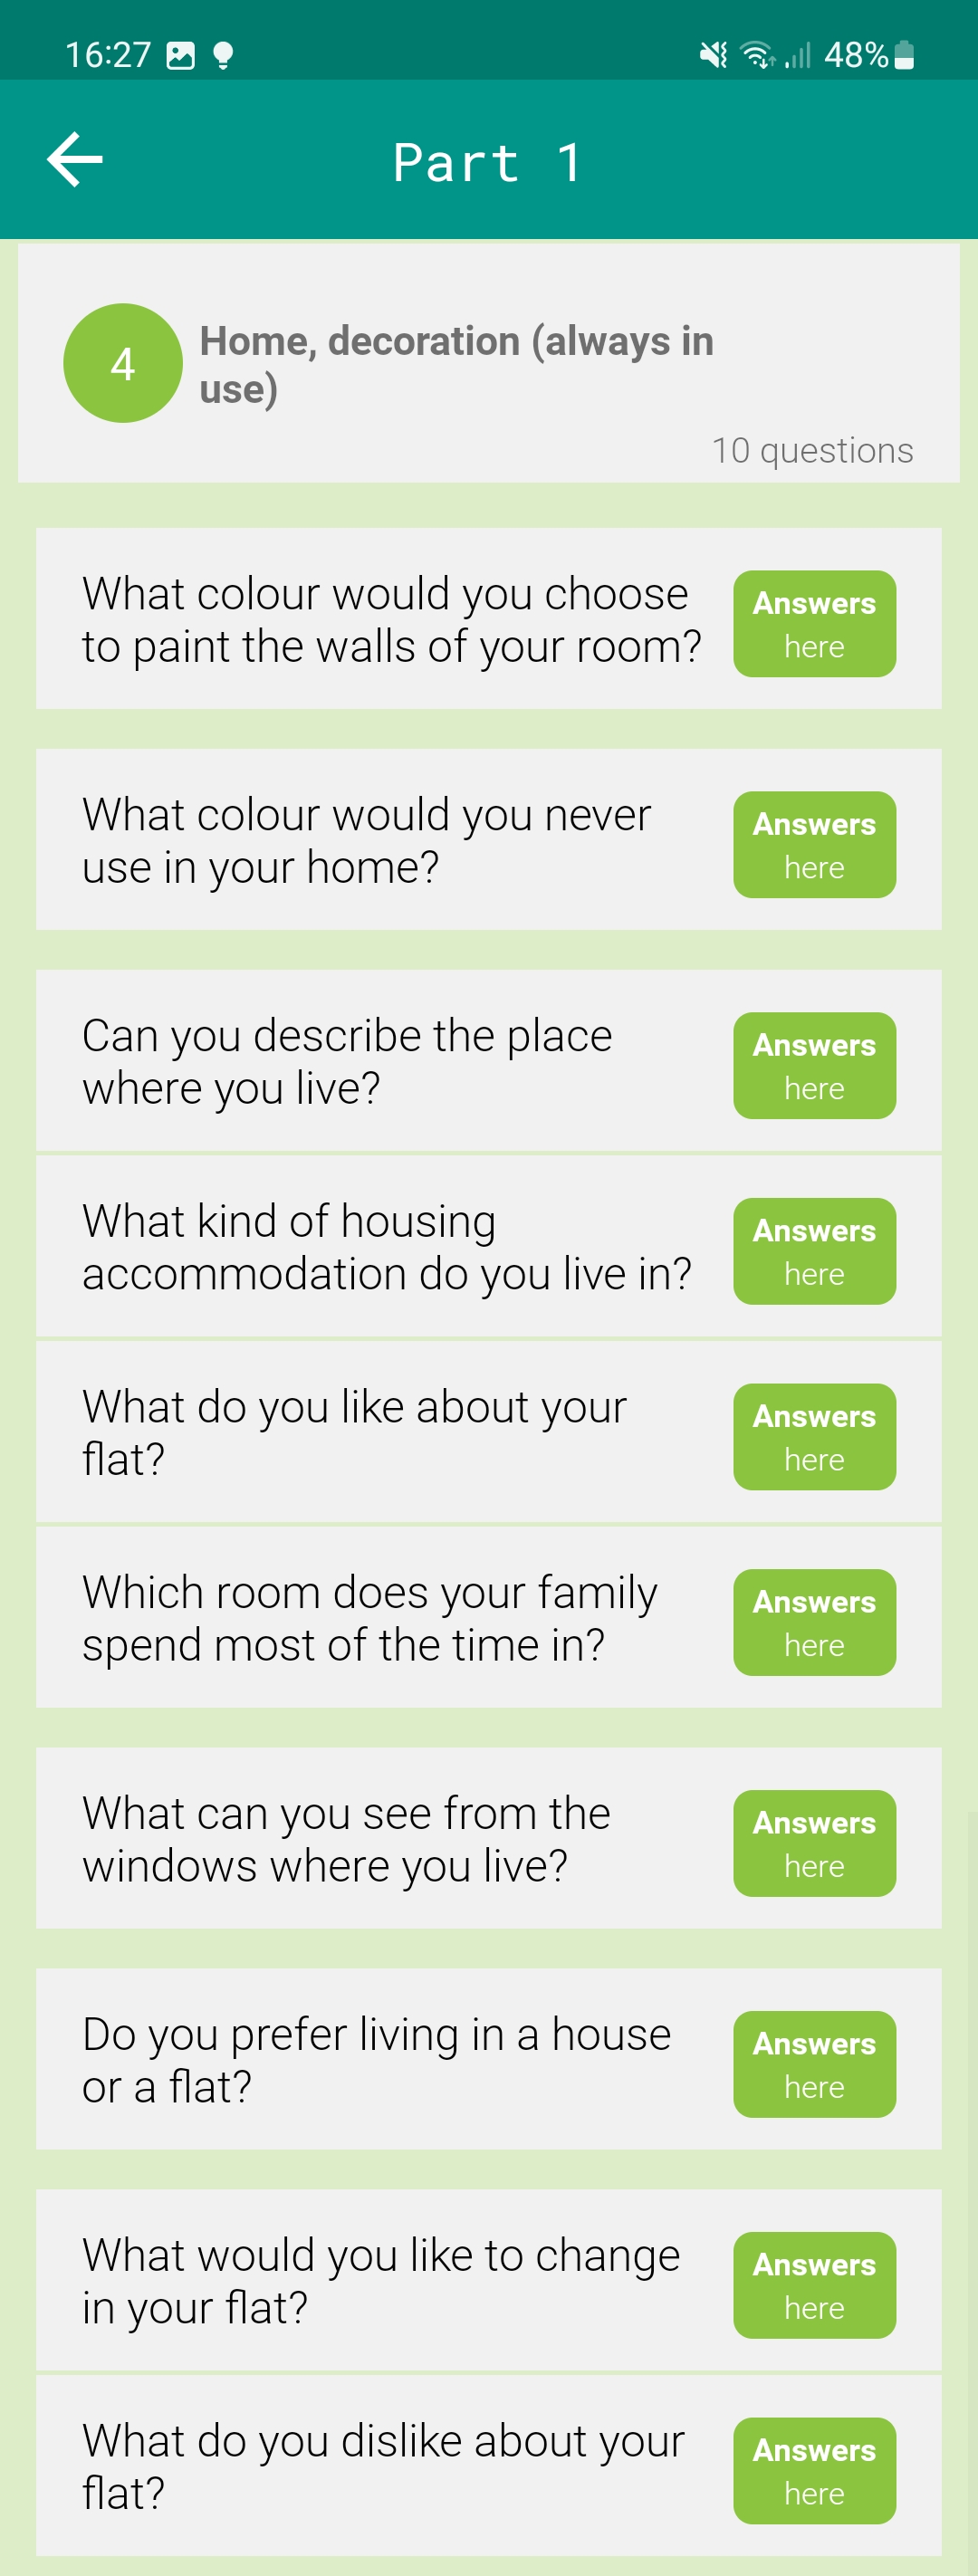 16:27
48%
Part 1
4
Home, decoration (always in
use)
10 questions
What colour would you choose
to paint the walls of your room?
Answers
here
What colour would you never
use in your home?
Answers
here
Can you describe the place
where you live?
Answers
here
What kind of housing
accommodation do you live in?
Answers
here
What do you like about your
flat?
Answers
here
Which room does your family
spend most of the time in?
Answers
here
What can you see from the
windows where you live?
Answers
here
Do you prefer living in a house
or a flat?
Answers
here
What would you like to change
in your flat?
Answers
here
What do you dislike about your
flat?
Answers
here